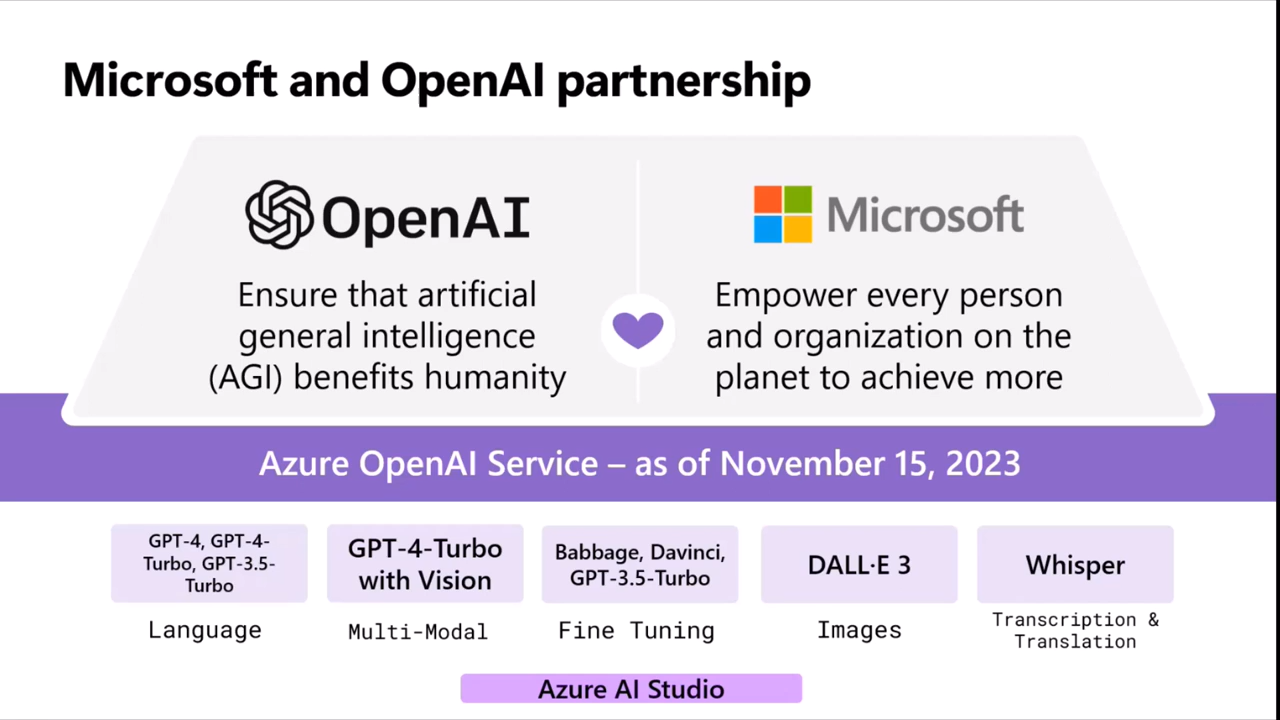 Microsoft and OpenAI partnership
OpenAI
Ensure that artificial
general intelligence
(AGI) benefits humanity
Microsoft
Empower every person
and organization on the
planet to achieve more
Azure OpenAI Service – as of November 15, 2023
GPT-4, GPT-4-
Turbo, GPT-3.5-
Turbo
Language
GPT-4-Turbo
with Vision
Multi-Modal
Babbage, Davinci,
GPT-3.5-Turbo
Fine Tuning
DALL·E 3
Images
Whisper
Transcription &
Translation
Azure AI Studio